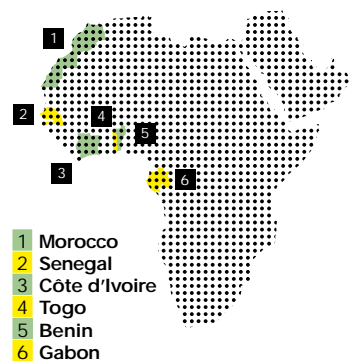 1
2
4
5
3
6
1 Morocco
2 Senegal
3 Côte d'Ivoire
4 Togo
5 Benin
6 Gabon